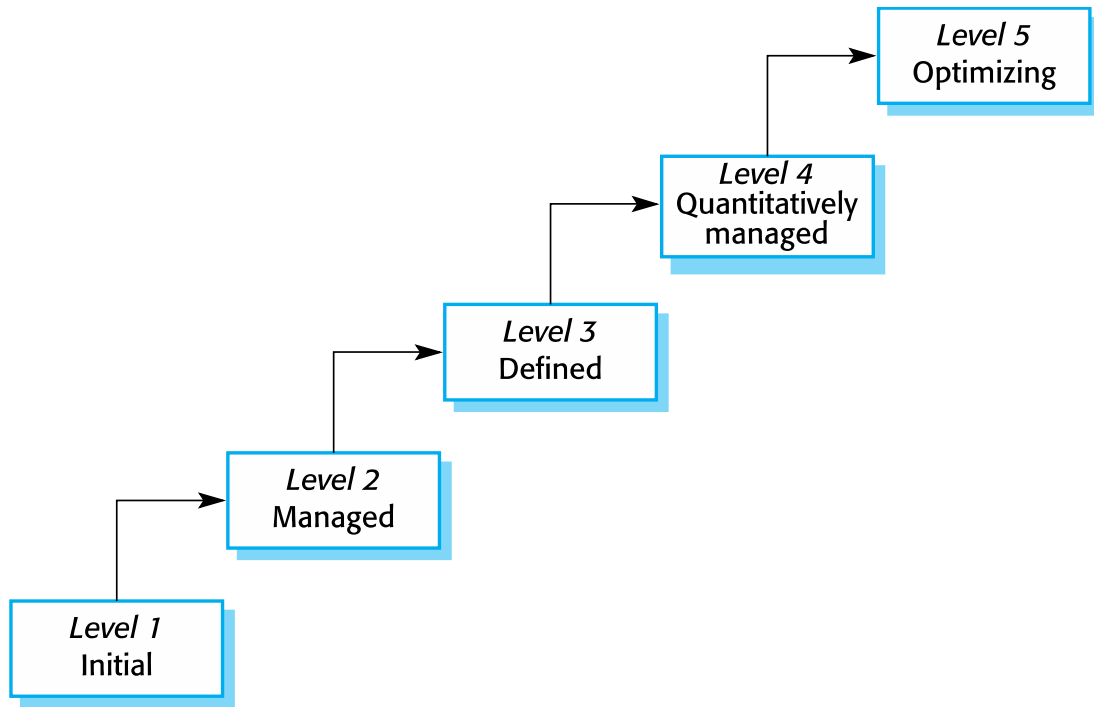 Level 5
Optimizing
Level 4
Quantitatively
managed
Level 3
Defined
Level 2
Managed
Level 1
Initial